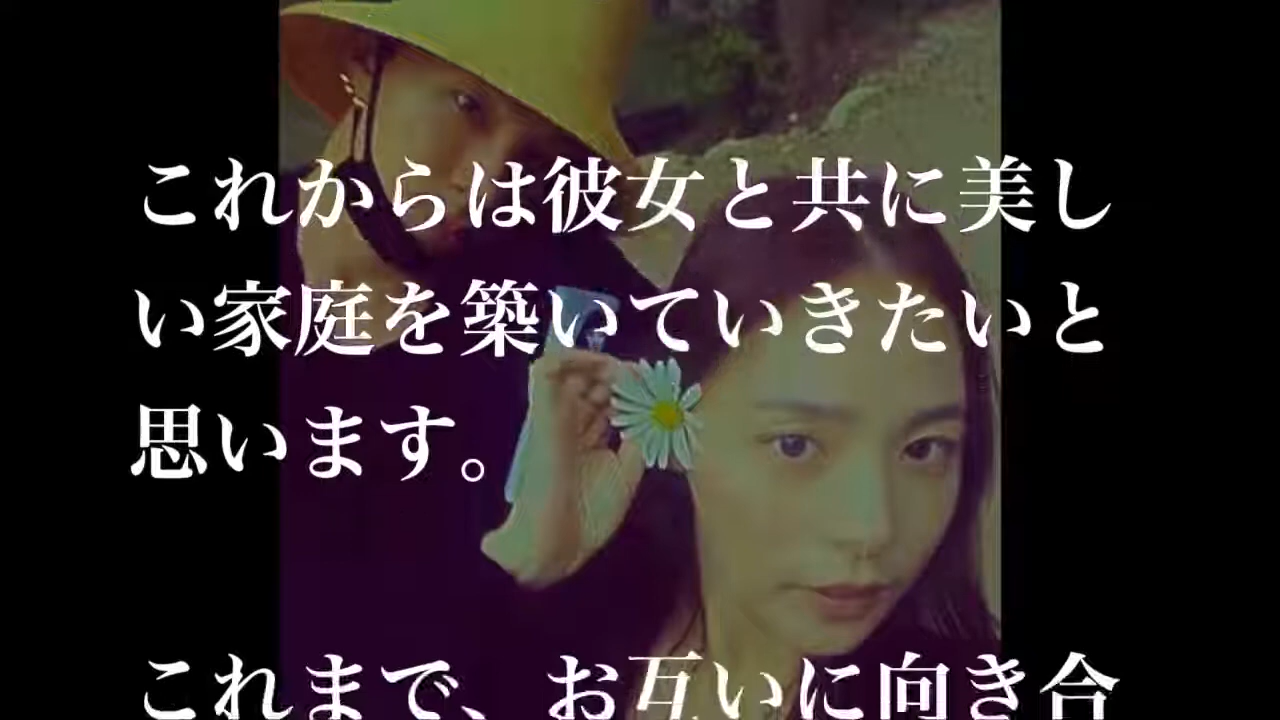 これからは彼女と共に美し
い家庭を築いていきたいと
思います。
これまで、お互いに向き合